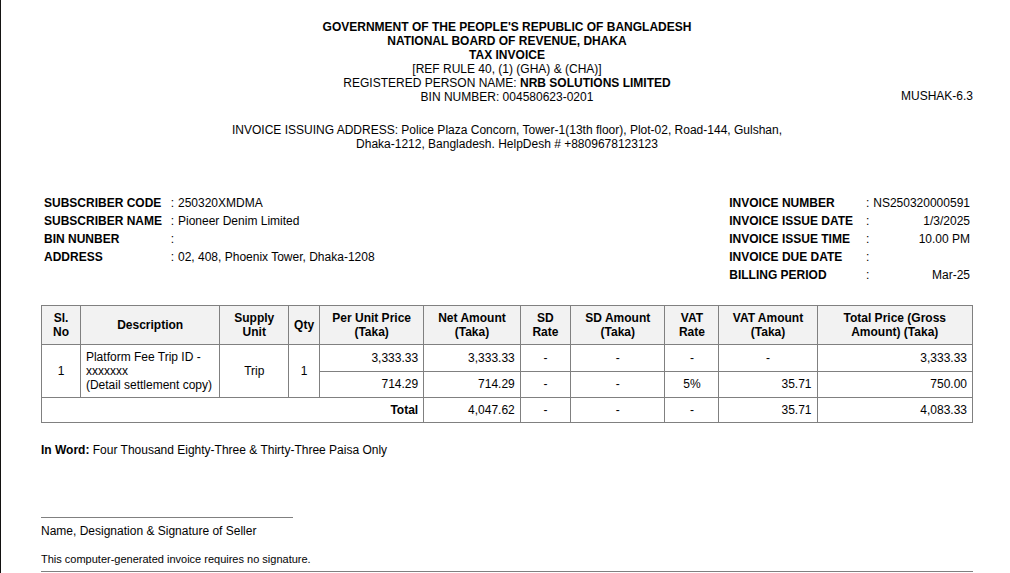 GOVERNMENT OF THE PEOPLE'S REPUBLIC OF BANGLADESH
NATIONAL BOARD OF REVENUE, DHAKA
TAX INVOICE
[REF RULE 40, (1) (GHA) & (CHA)]
REGISTERED PERSON NAME: NRB SOLUTIONS LIMITED
BIN NUMBER: 004580623-0201
MUSHAK-6.3
INVOICE ISSUING ADDRESS: Police Plaza Concorn, Tower-1(13th floor), Plot-02, Road-144, Gulshan,
Dhaka-1212, Bangladesh. HelpDesk # +8809678123123
SUBSCRIBER CODE : 250320XMDMA
SUBSCRIBER NAME : Pioneer Denim Limited
BIN NUNBER :
ADDRESS : 02, 408, Phoenix Tower, Dhaka-1208
INVOICE NUMBER : NS250320000591
INVOICE ISSUE DATE : 1/3/2025
INVOICE ISSUE TIME : 10.00 PM
INVOICE DUE DATE :
BILLING PERIOD : Mar-25
Sl. No Description Supply Unit Qty Per Unit Price (Taka) Net Amount (Taka) SD Rate SD Amount (Taka) VAT Rate VAT Amount (Taka) Total Price (Gross Amount) (Taka)
1 Platform Fee Trip ID - xxxxxxx (Detail settlement copy) Trip 1 3,333.33 3,333.33 - - - - 3,333.33
714.29 714.29 - - 5% 35.71 750.00
Total 4,047.62 - - - 35.71 4,083.33
In Word: Four Thousand Eighty-Three & Thirty-Three Paisa Only
Name, Designation & Signature of Seller
This computer-generated invoice requires no signature.